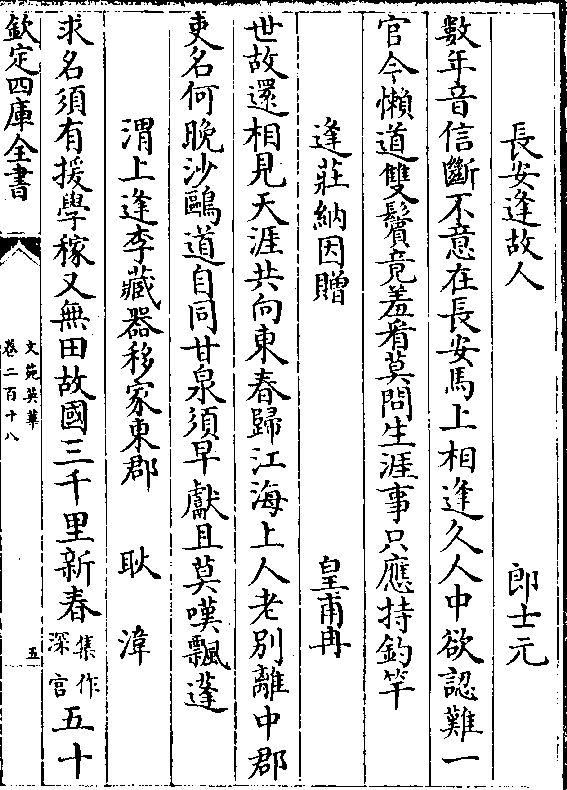 長安逢故人 郎士元
數年音信斷不意在長安馬上相逢久人中欲認難一
官今懶道雙鬢竟羞看莫問生涯事只應持釣竿
逢莊納因贈 皇甫冉
世故還相見天涯共向東春歸江海上人老別離中郡
吏名何晚沙鷗道自同甘泉須早獻且莫嘆飄蓬
渭上逢李藏器移家東郡 耿湋
求名須有援學稼又無田故國三千里新春集作深宫五十
欽定四庫全書
文苑英華
卷二百十八
五